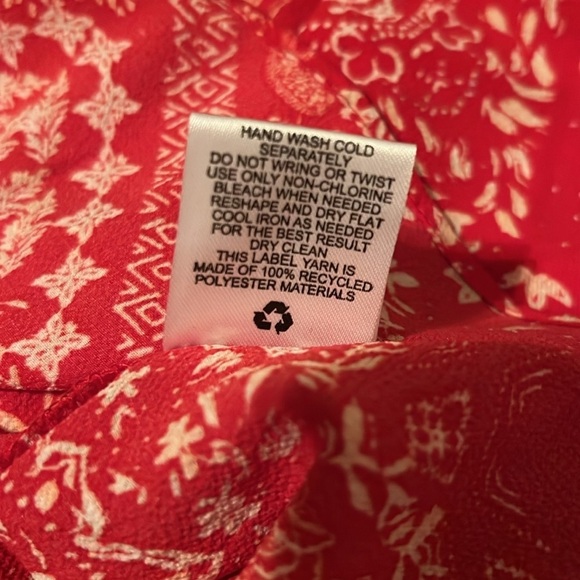 HAND WASH COLD
SEPARATELY
DO NOT WRING OR TWIST
USE ONLY NON-CHLORINE
BLEACH WHEN NEEDED
RESHAPE AND DRY FLAT
COOL IRON AS NEEDED
FOR THE BEST RESULT
DRY CLEAN
THIS LABEL YARN IS
MADE OF 100% RECYCLED
POLYESTER MATERIALS